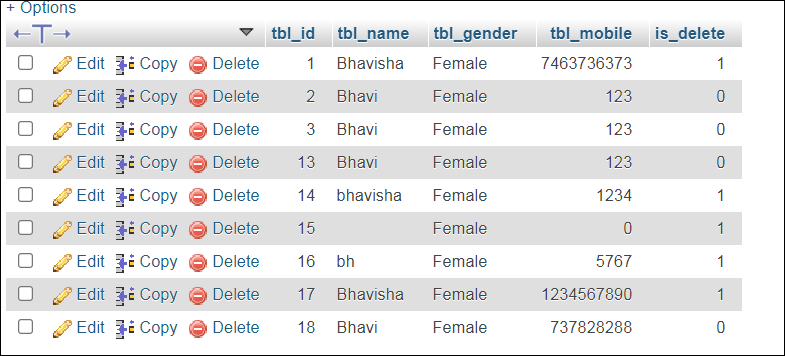 + Options
←T→ tbl_id tbl_name tbl_gender tbl_mobile is_delete
Edit Copy Delete 1 Bhavisha Female 7463736373 1
Edit Copy Delete 2 Bhavi Female 123 0
Edit Copy Delete 3 Bhavi Female 123 0
Edit Copy Delete 13 Bhavi Female 123 0
Edit Copy Delete 14 bhavisha Female 1234 1
Edit Copy Delete 15 Female 0 1
Edit Copy Delete 16 bh Female 5767 1
Edit Copy Delete 17 Bhavisha Female 1234567890 1
Edit Copy Delete 18 Bhavi Female 737828288 0